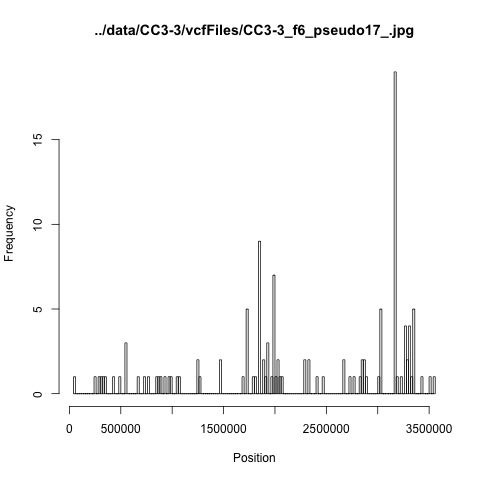 ../data/CC3-3/vcfFiles/CC3-3_f6_pseudo17_.jpg
Frequency
15
10
5
0
0 500000 1500000 2500000 3500000
Position